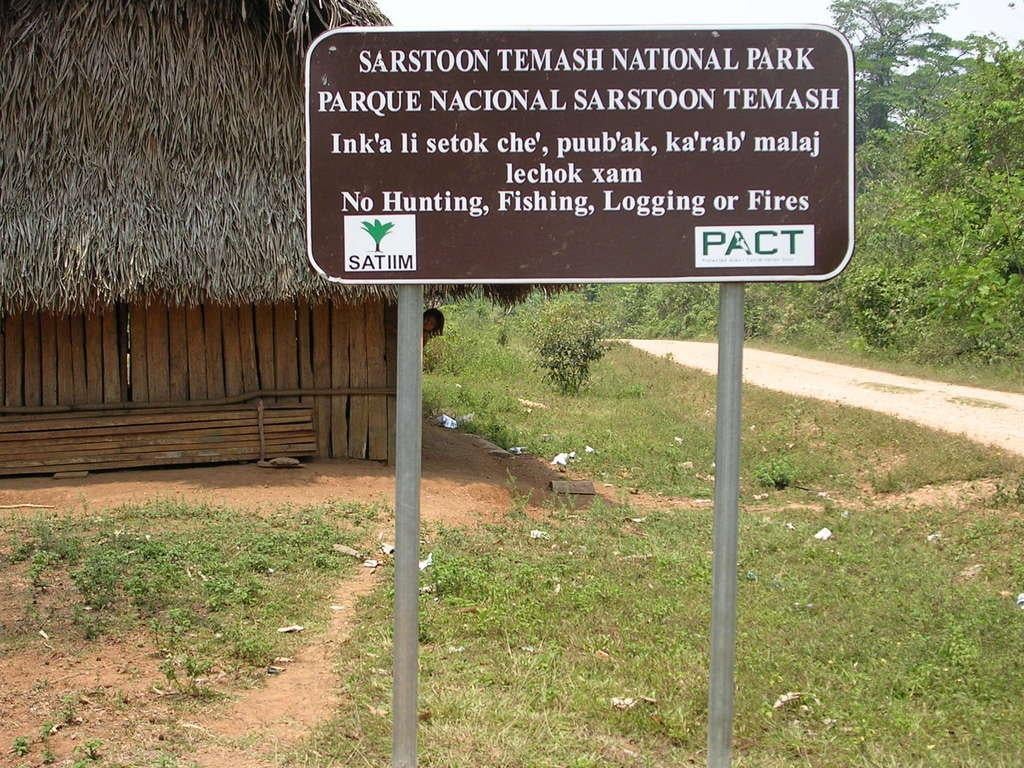 SARSTOON TEMASH NATIONAL PARK
PARQUE NACIONAL SARSTOON TEMASH
Ink'a li setok che', puub'ak, ka'rab' malaj
lechok xam
No Hunting, Fishing, Logging or Fires
SATIIM
PACT